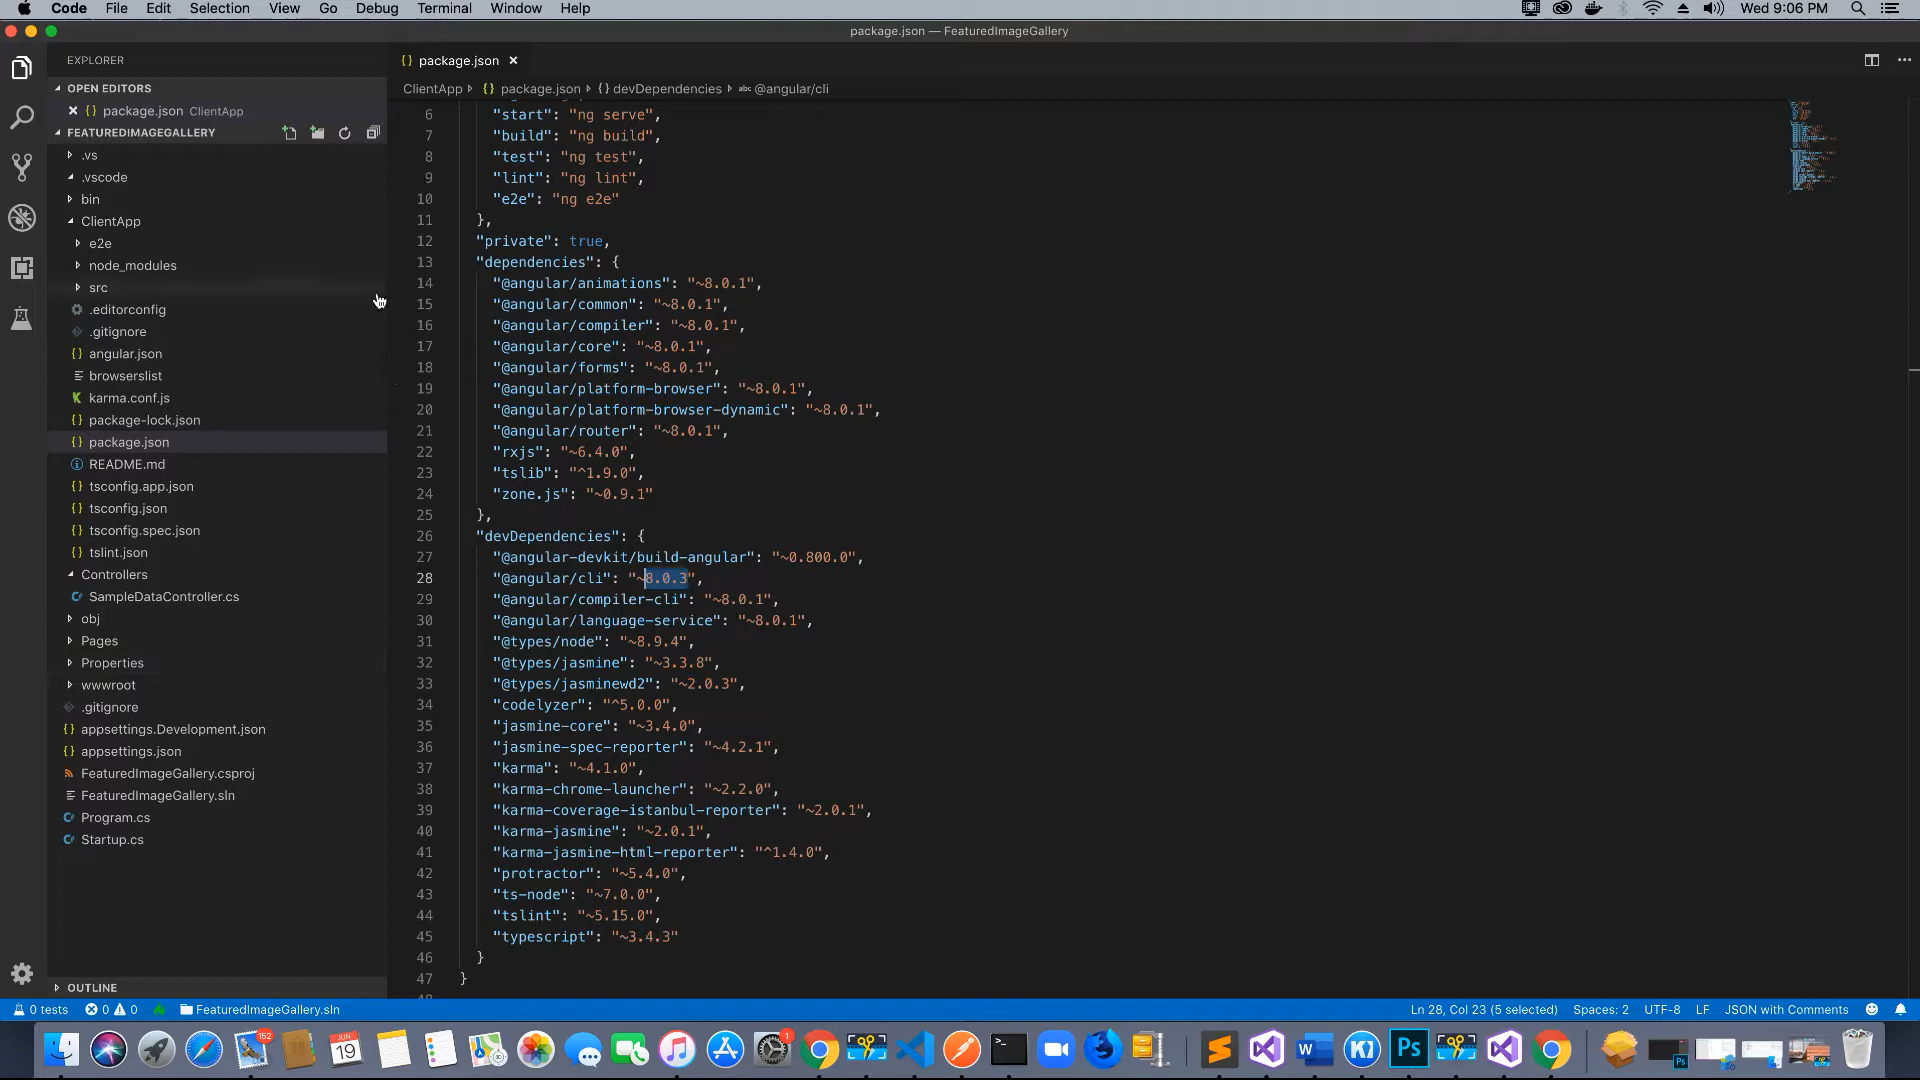 Code File Edit Selection View Go Debug Terminal Window Help Wed 9:06 PM
package.json — FeaturedImageGallery
EXPLORER
OPEN EDITORS
package.json ClientApp
FEATUREDIMAGEGALLERY
.vs
.vscode
bin
ClientApp
e2e
node_modules
src
.editorconfig
.gitignore
angular.json
browserslist
karma.conf.js
package-lock.json
package.json
README.md
tsconfig.app.json
tsconfig.json
tsconfig.spec.json
tslint.json
Controllers
SampleDataController.cs
obj
Pages
Properties
wwwroot
.gitignore
appsettings.Development.json
appsettings.json
FeaturedImageGallery.csproj
FeaturedImageGallery.sln
Program.cs
Startup.cs
OUTLINE
package.json
ClientApp package.json devDependencies abc @angular/cli
6 "start": "ng serve",
7 "build": "ng build",
8 "test": "ng test",
9 "lint": "ng lint",
10 "e2e": "ng e2e"
11 },
12 "private": true,
13 "dependencies": {
14 "@angular/animations": "~8.0.1",
15 "@angular/common": "~8.0.1",
16 "@angular/compiler": "~8.0.1",
17 "@angular/core": "~8.0.1",
18 "@angular/forms": "~8.0.1",
19 "@angular/platform-browser": "~8.0.1",
20 "@angular/platform-browser-dynamic": "~8.0.1",
21 "@angular/router": "~8.0.1",
22 "rxjs": "~6.4.0",
23 "tslib": "^1.9.0",
24 "zone.js": "~0.9.1"
25 },
26 "devDependencies": {
27 "@angular-devkit/build-angular": "~0.800.0",
28 "@angular/cli": "~8.0.3",
29 "@angular/compiler-cli": "~8.0.1",
30 "@angular/language-service": "~8.0.1",
31 "@types/node": "~8.9.4",
32 "@types/jasmine": "~3.3.8",
33 "@types/jasminewd2": "~2.0.3",
34 "codelyzer": "^5.0.0",
35 "jasmine-core": "~3.4.0",
36 "jasmine-spec-reporter": "~4.2.1",
37 "karma": "~4.1.0",
38 "karma-chrome-launcher": "~2.2.0",
39 "karma-coverage-istanbul-reporter": "~2.0.1",
40 "karma-jasmine": "~2.0.1",
41 "karma-jasmine-html-reporter": "^1.4.0",
42 "protractor": "~5.4.0",
43 "ts-node": "~7.0.0",
44 "tslint": "~5.15.0",
45 "typescript": "~3.4.3"
46 }
47 }
0 tests 0 0 FeaturedImageGallery.sln Ln 28, Col 23 (5 selected) Spaces: 2 UTF-8 LF JSON with Comments
152 JUN 19 1 >_ W K Ps